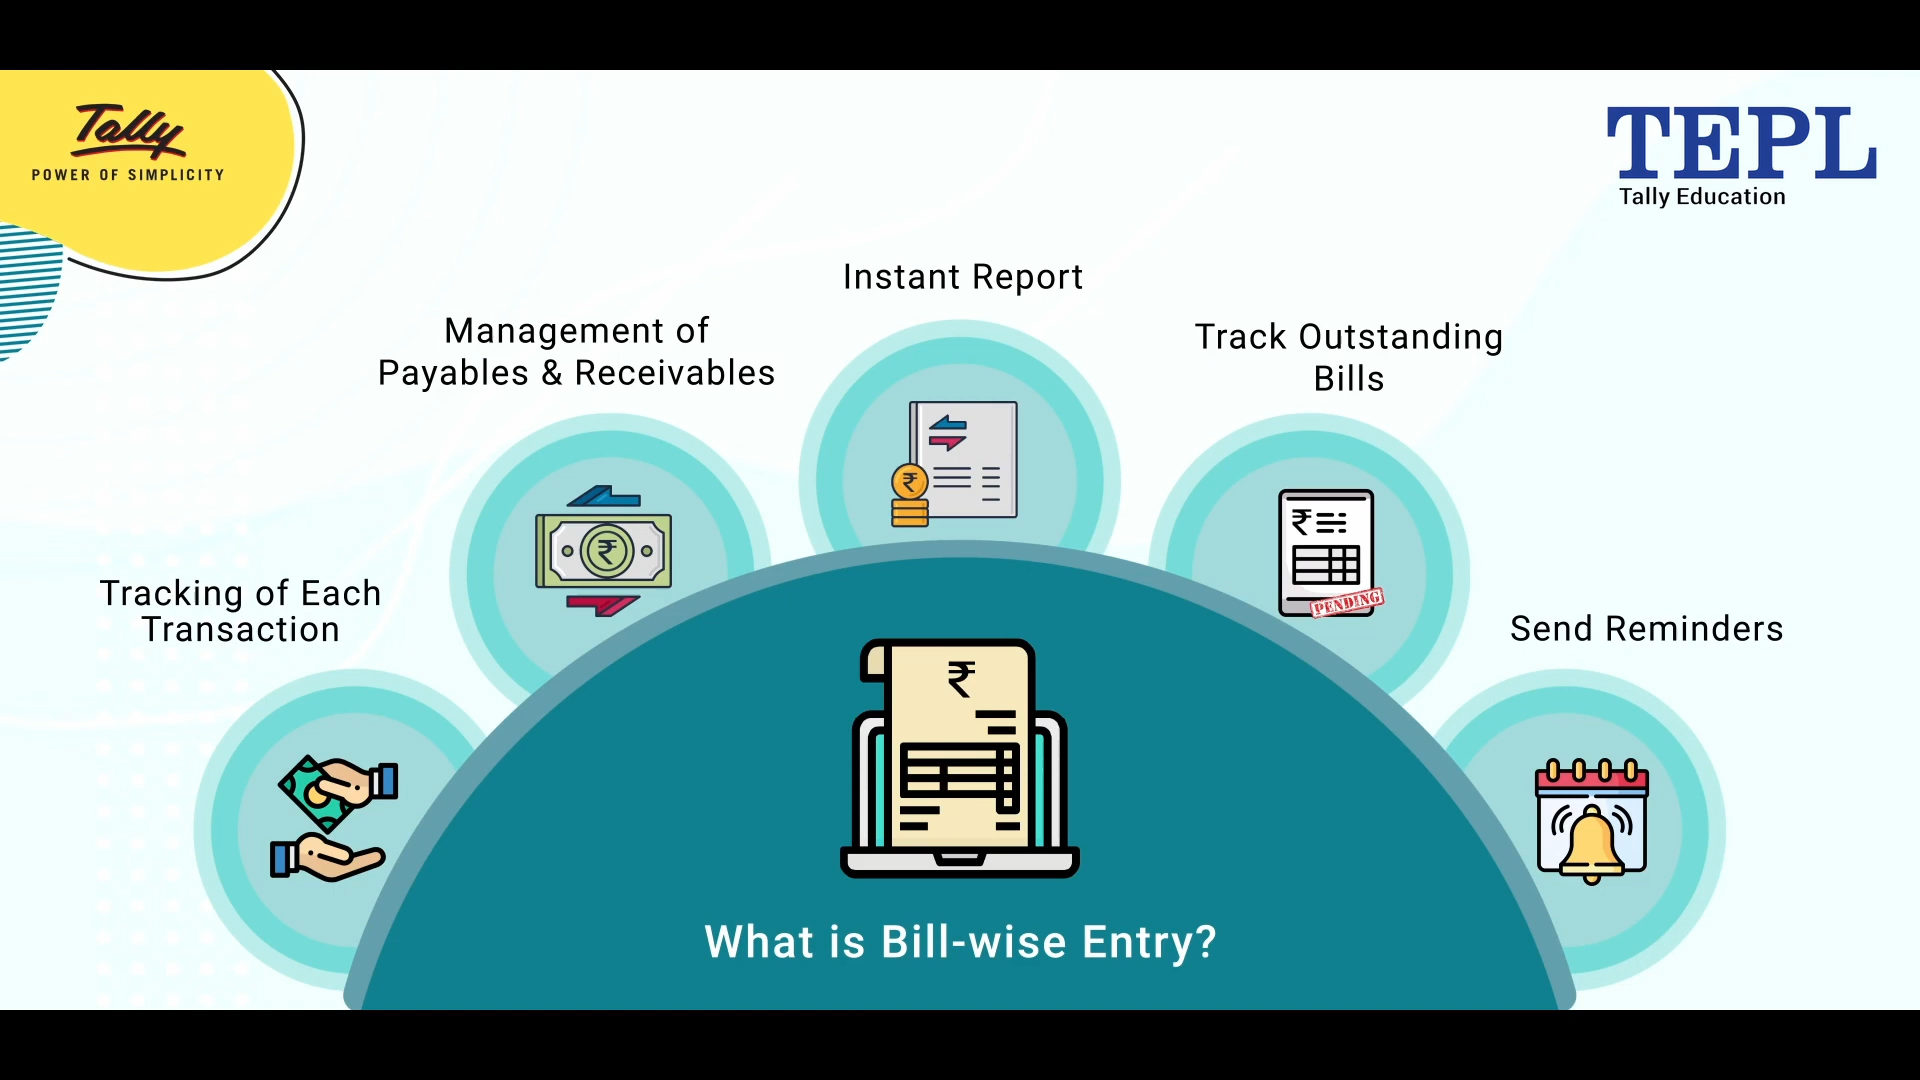 Tally
POWER OF SIMPLICITY
TEPL
Tally Education
Instant Report
Management of
Payables & Receivables
Track Outstanding
Bills
Tracking of Each
Transaction
Send Reminders
₹
₹
₹
PENDING
₹
What is Bill-wise Entry?